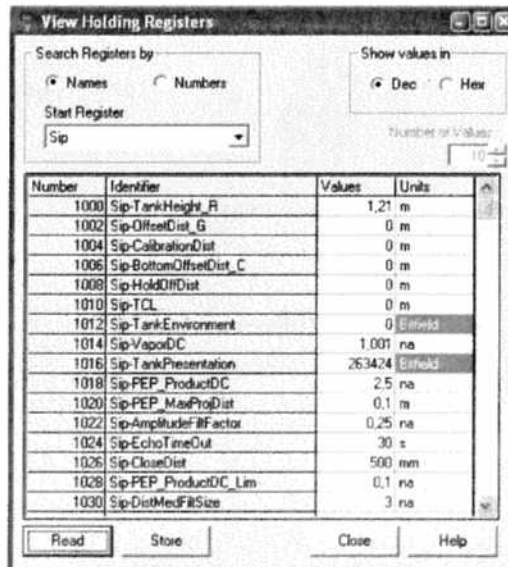 View Holding Registers
Search Registers by
Names Numbers
Start Register
Sip
Show values in
Dec Hex
Number of Values
10
Number Identifier Values Units
1000 Sip-TankHeight_R 1,21 m
1002 Sip-OffsetDist_G 0 m
1004 Sip-CalibrationDist 0 m
1006 Sip-BottomOffsetDist_C 0 m
1008 Sip-HoldOffDist 0 m
1010 Sip-TCL 0 m
1012 Sip-TankEnvironment 0 Bitfield
1014 Sip-VaporDC 1,001 na
1016 Sip-TankPresentation 263424 Bitfield
1018 Sip-PEP_ProductDC 2,5 na
1020 Sip-PEP_MaxProjDist 0,1 m
1022 Sip-AmplitudeFiltFactor 0,25 na
1024 Sip-EchoTimeOut 30 s
1026 Sip-CloseDist 500 mm
1028 Sip-PEP_ProductDC_Lim 0,1 na
1030 Sip-DistMedFiltSize 3 na
Read Store Close Help